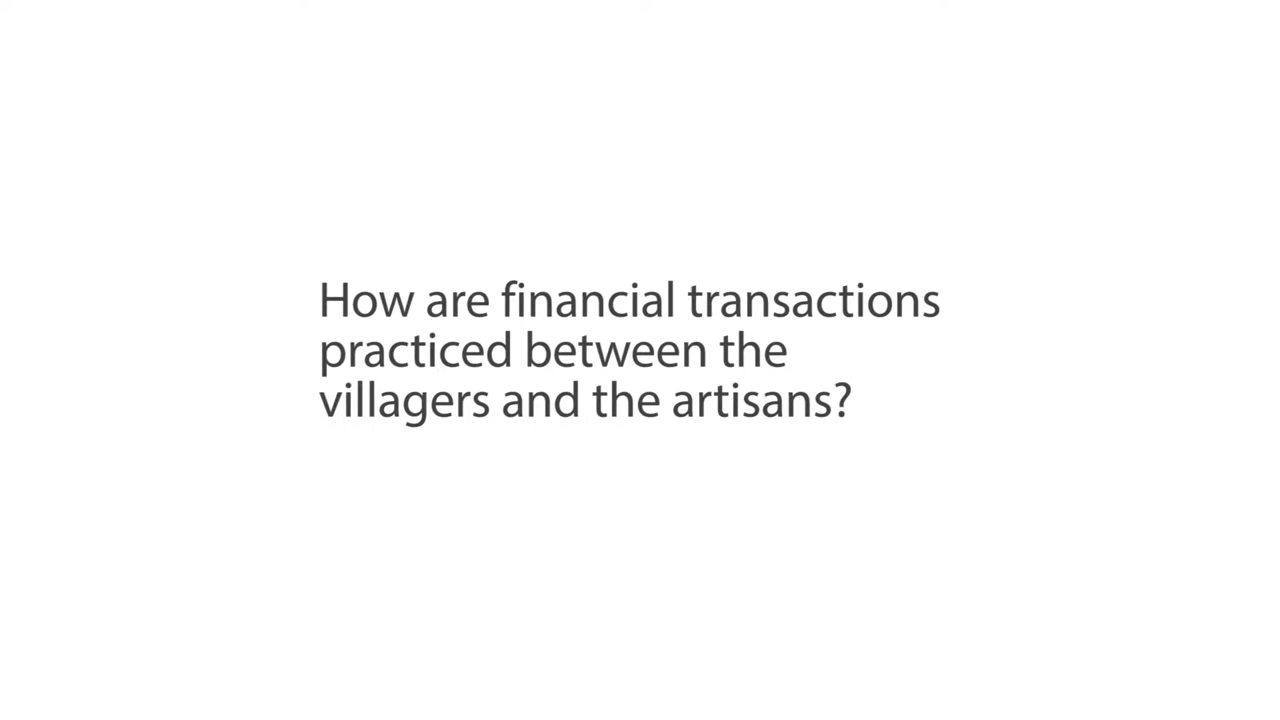 How are financial transactions
practiced between the
villagers and the artisans?